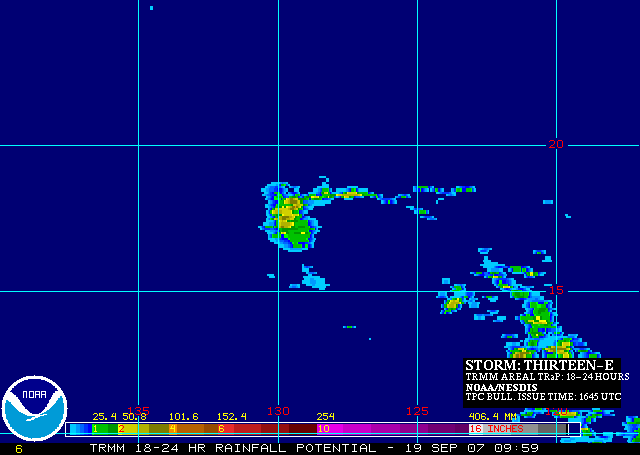 20
15
STORM: THIRTEEN-E
TRMM AREAL TRaP: 18-24 HOURS
NOAA/NESDIS
TPC BULL. ISSUE TIME: 1645 UTC
NOAA
135 130 125 120
25.4 50.8 101.6 152.4 254 406.4 MM
1 2 4 6 10 16 INCHES
6 TRMM 18-24 HR RAINFALL POTENTIAL - 19 SEP 07 09:59